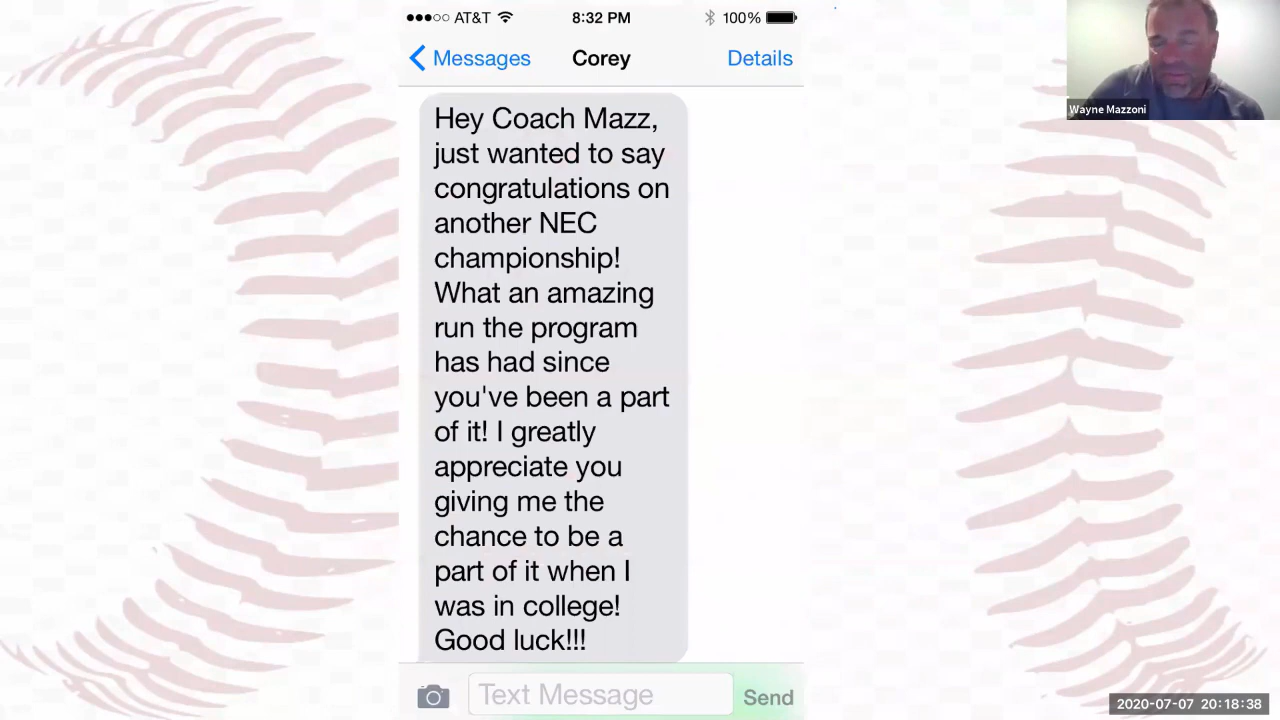 AT&T
8:32 PM
100%
Messages
Corey
Details
Hey Coach Mazz,
just wanted to say
congratulations on
another NEC
championship!
What an amazing
run the program
has had since
you've been a part
of it! I greatly
appreciate you
giving me the
chance to be a
part of it when I
was in college!
Good luck!!!
Text Message
Send
Wayne Mazzoni
2020-07-07 20:18:38